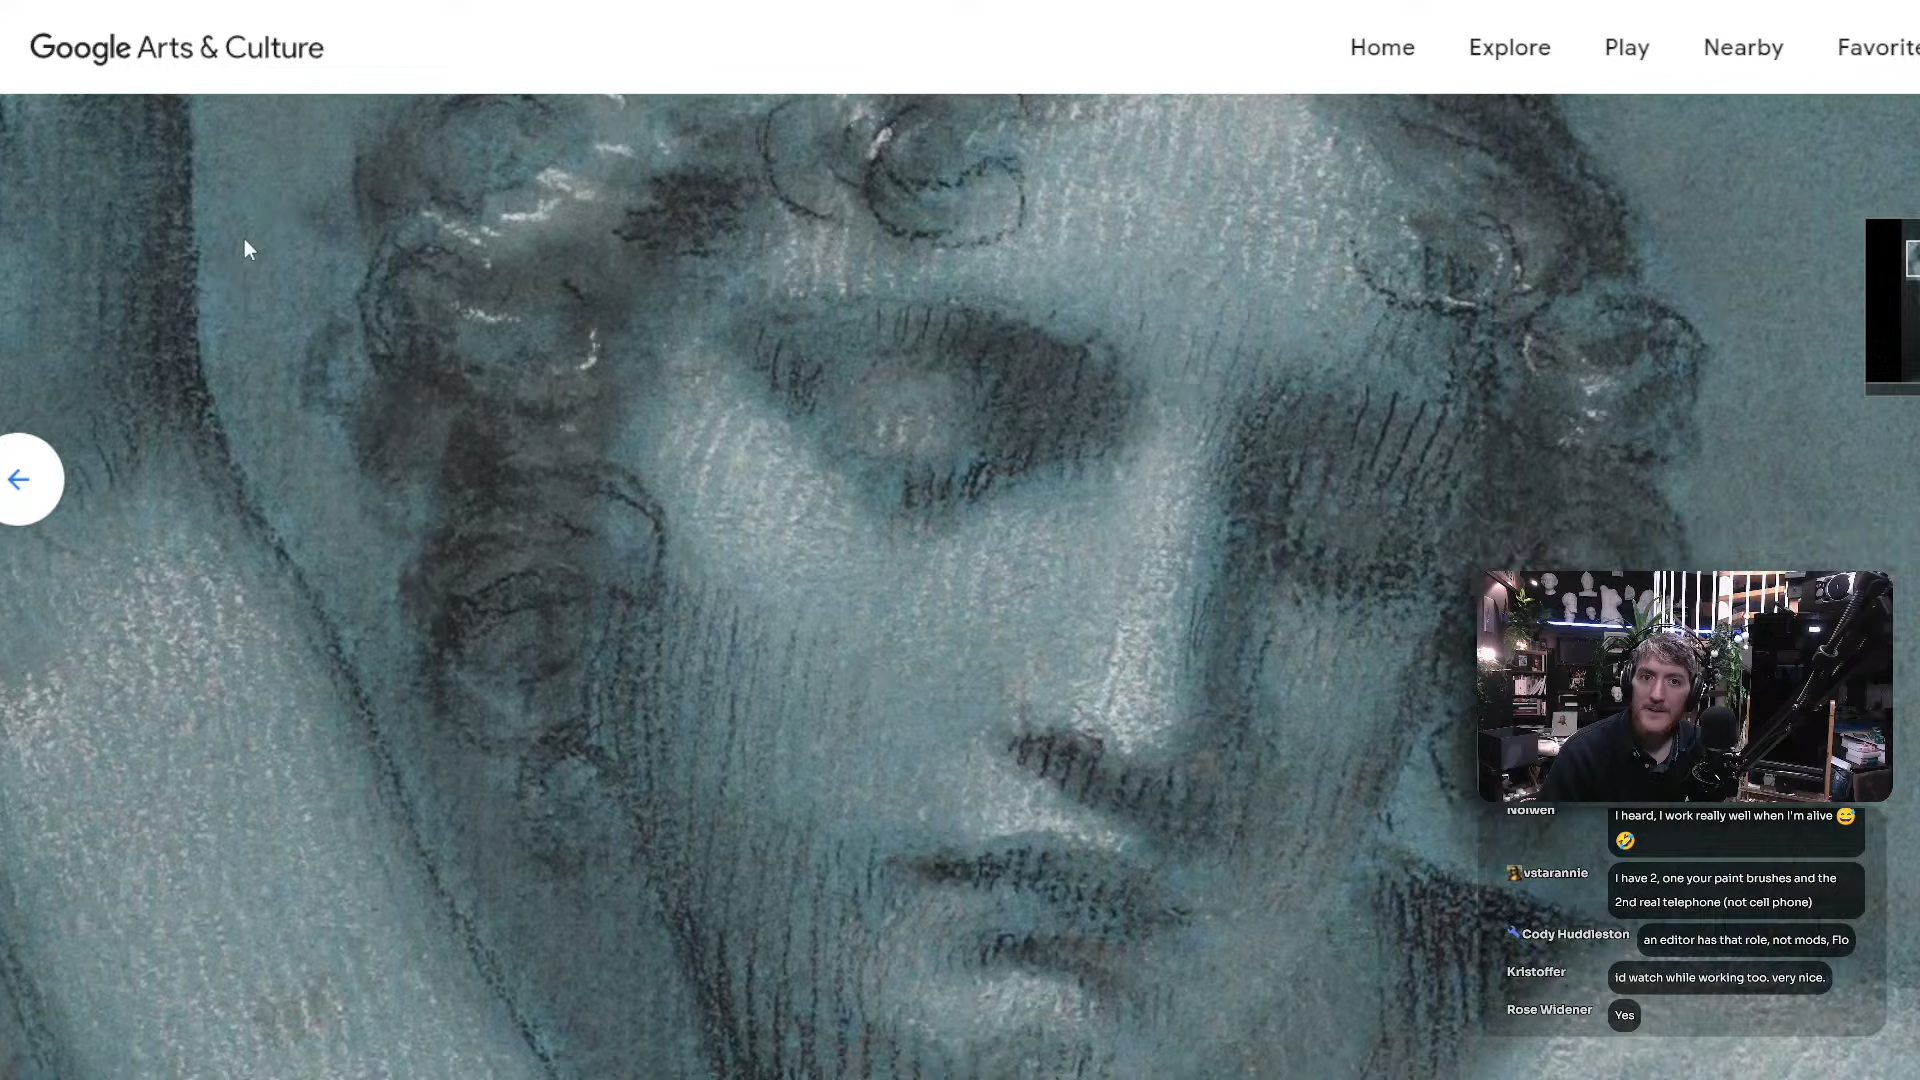 Google Arts & Culture
Home Explore Play Nearby Favorite
Nolwen
I heard, I work really well when I'm alive 😅
🤣
vstarannie
I have 2, one your paint brushes and the
2nd real telephone (not cell phone)
Cody Huddleston an editor has that role, not mods, Flo
Kristoffer id watch while working too. very nice.
Rose Widener Yes